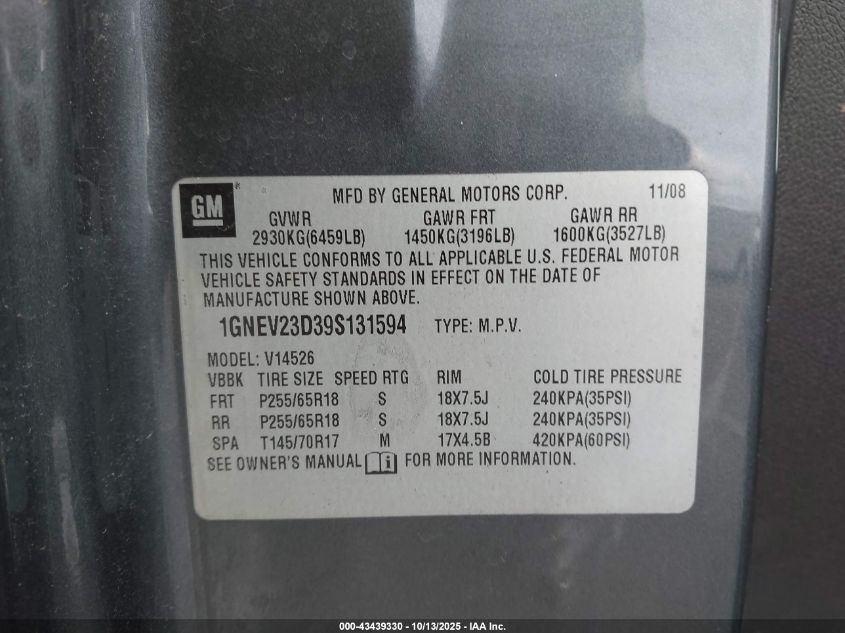 GM MFD BY GENERAL MOTORS CORP. 11/08
GVWR GAWR FRT GAWR RR
2930KG(6459LB) 1450KG(3196LB) 1600KG(3527LB)
THIS VEHICLE CONFORMS TO ALL APPLICABLE U.S. FEDERAL MOTOR
VEHICLE SAFETY STANDARDS IN EFFECT ON THE DATE OF
MANUFACTURE SHOWN ABOVE.
1GNEV23D39S131594 TYPE: M.P.V.
MODEL: V14526
VBBK TIRE SIZE SPEED RTG RIM COLD TIRE PRESSURE
FRT P255/65R18 S 18X7.5J 240KPA(35PSI)
RR P255/65R18 S 18X7.5J 240KPA(35PSI)
SPA T145/70R17 M 17X4.5B 420KPA(60PSI)
SEE OWNER'S MANUAL i FOR MORE INFORMATION.
000-43439330 - 10/13/2025 - IAA Inc.